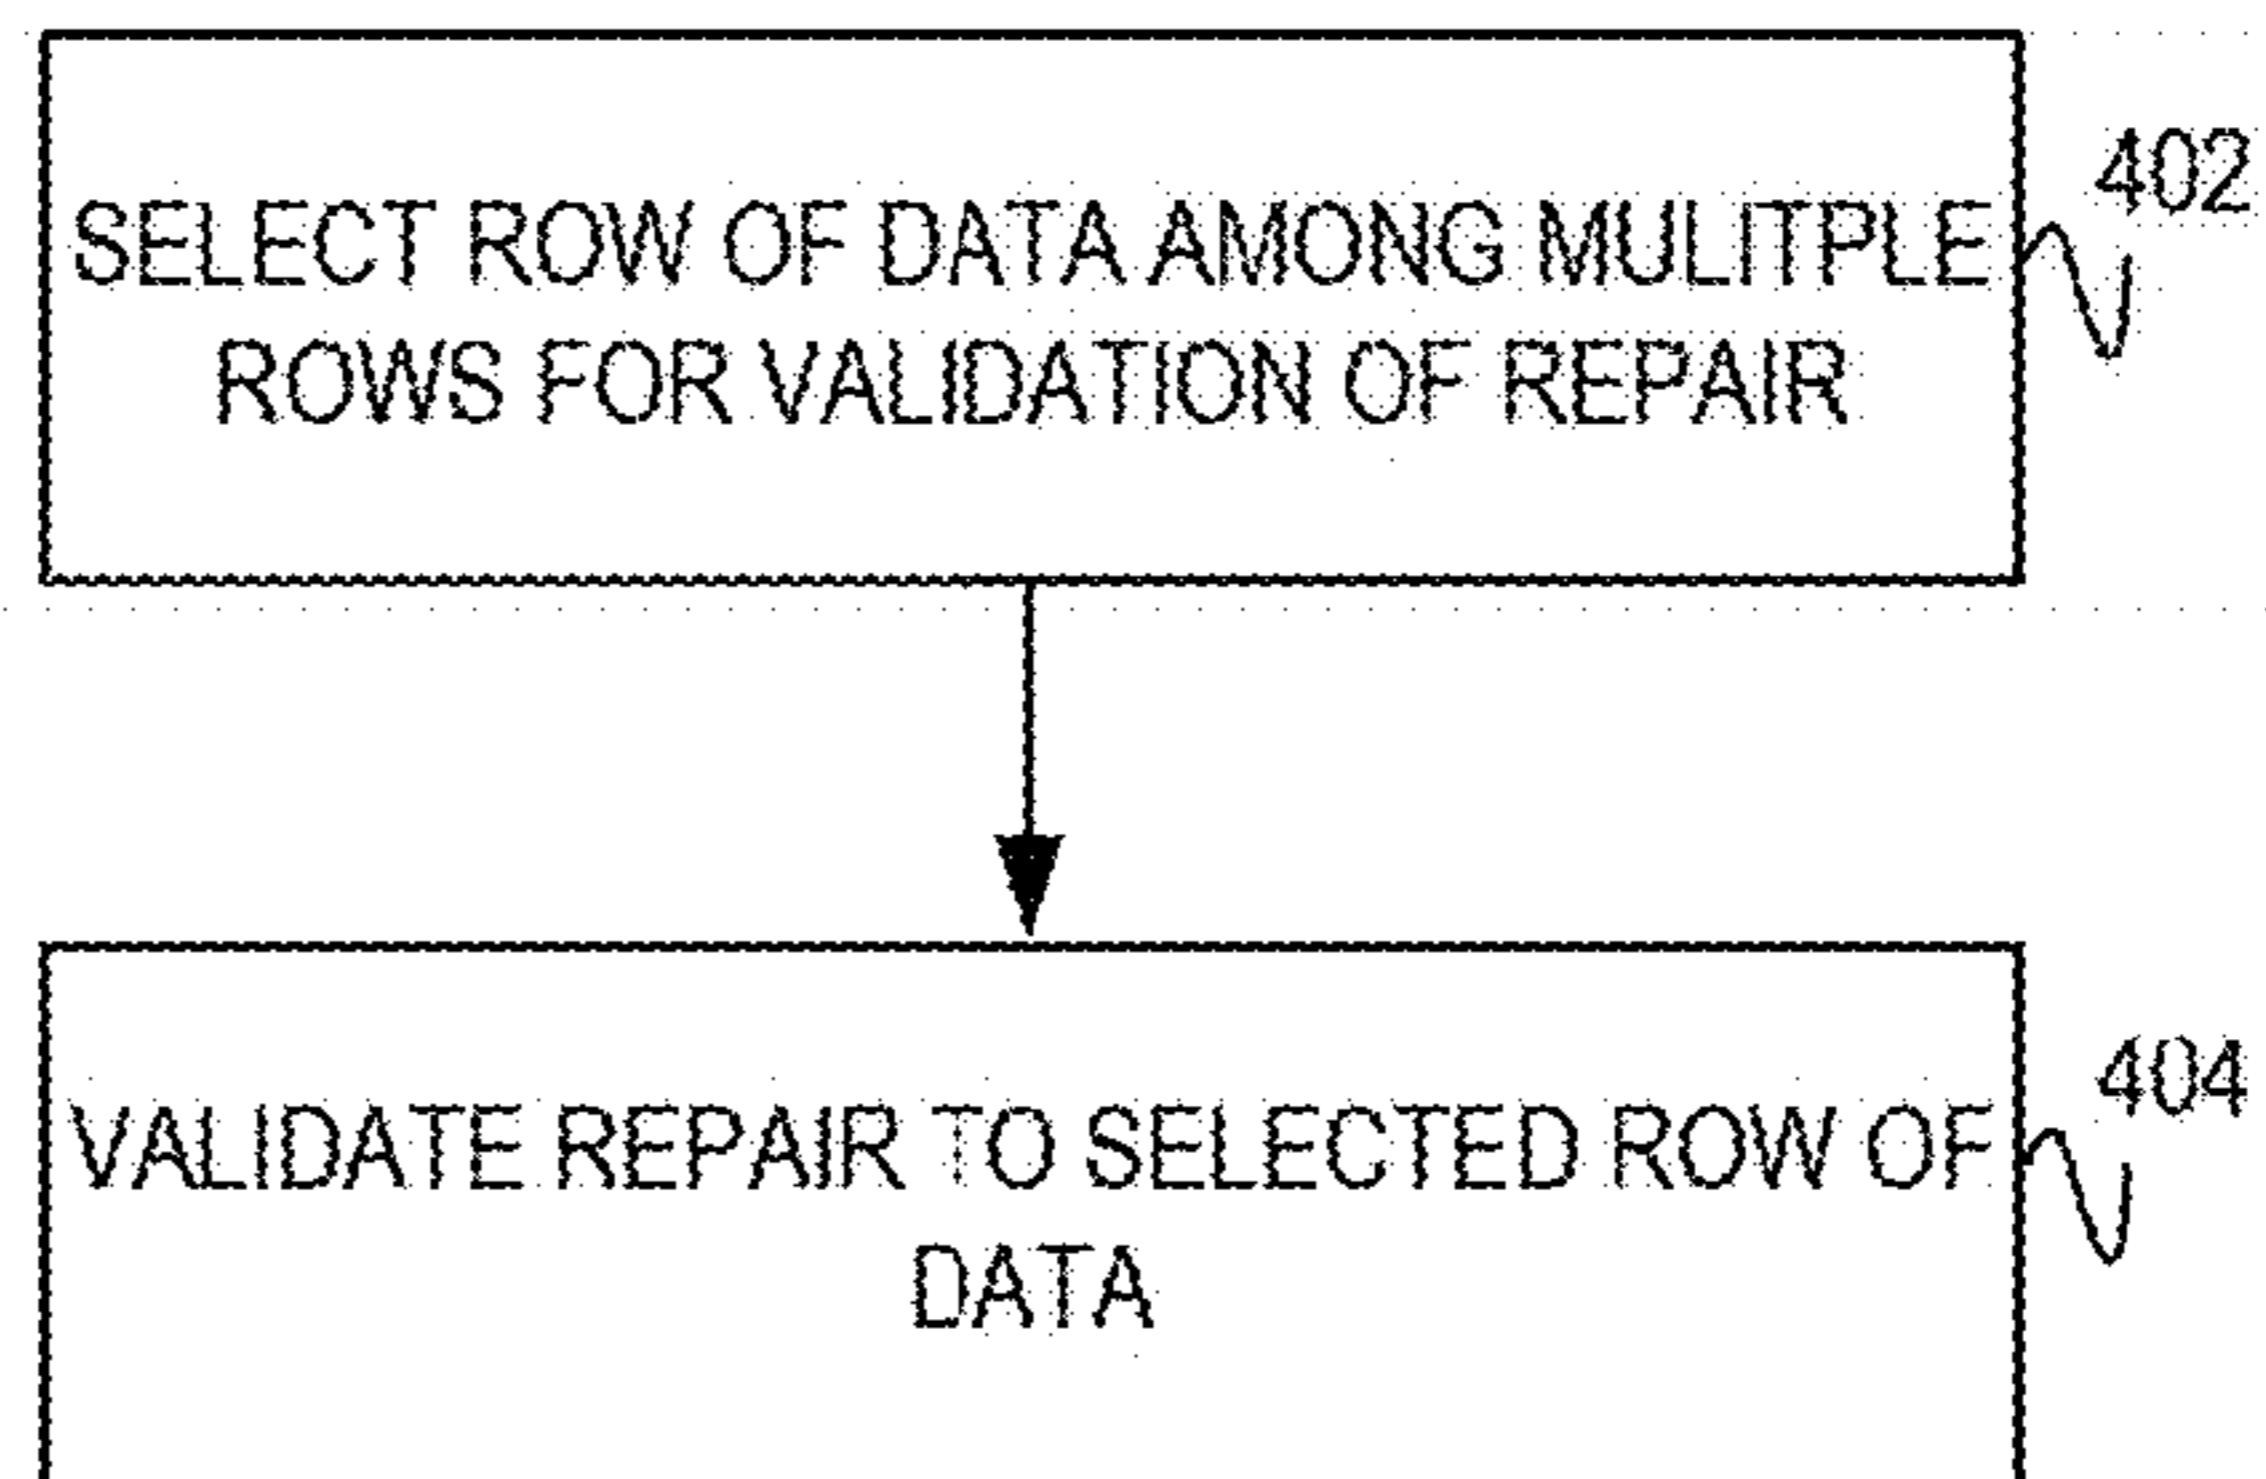 402
SELECT ROW OF DATA AMONG MULITPLE
ROWS FOR VALIDATION OF REPAIR
404
VALIDATE REPAIR TO SELECTED ROW OF
DATA